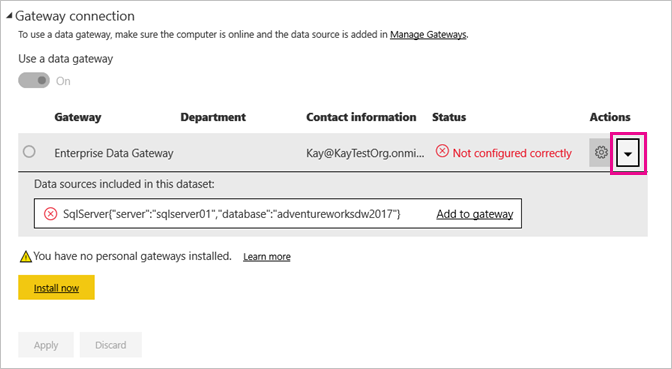 Gateway connection
To use a data gateway, make sure the computer is online and the data source is added in Manage Gateways.
Use a data gateway
On
Gateway Department Contact information Status Actions
Enterprise Data Gateway Kay@KayTestOrg.onmi... Not configured correctly
Data sources included in this dataset:
SqlServer{"server":"sqlserver01","database":"adventureworksdw2017"} Add to gateway
You have no personal gateways installed. Learn more
Install now
Apply Discard